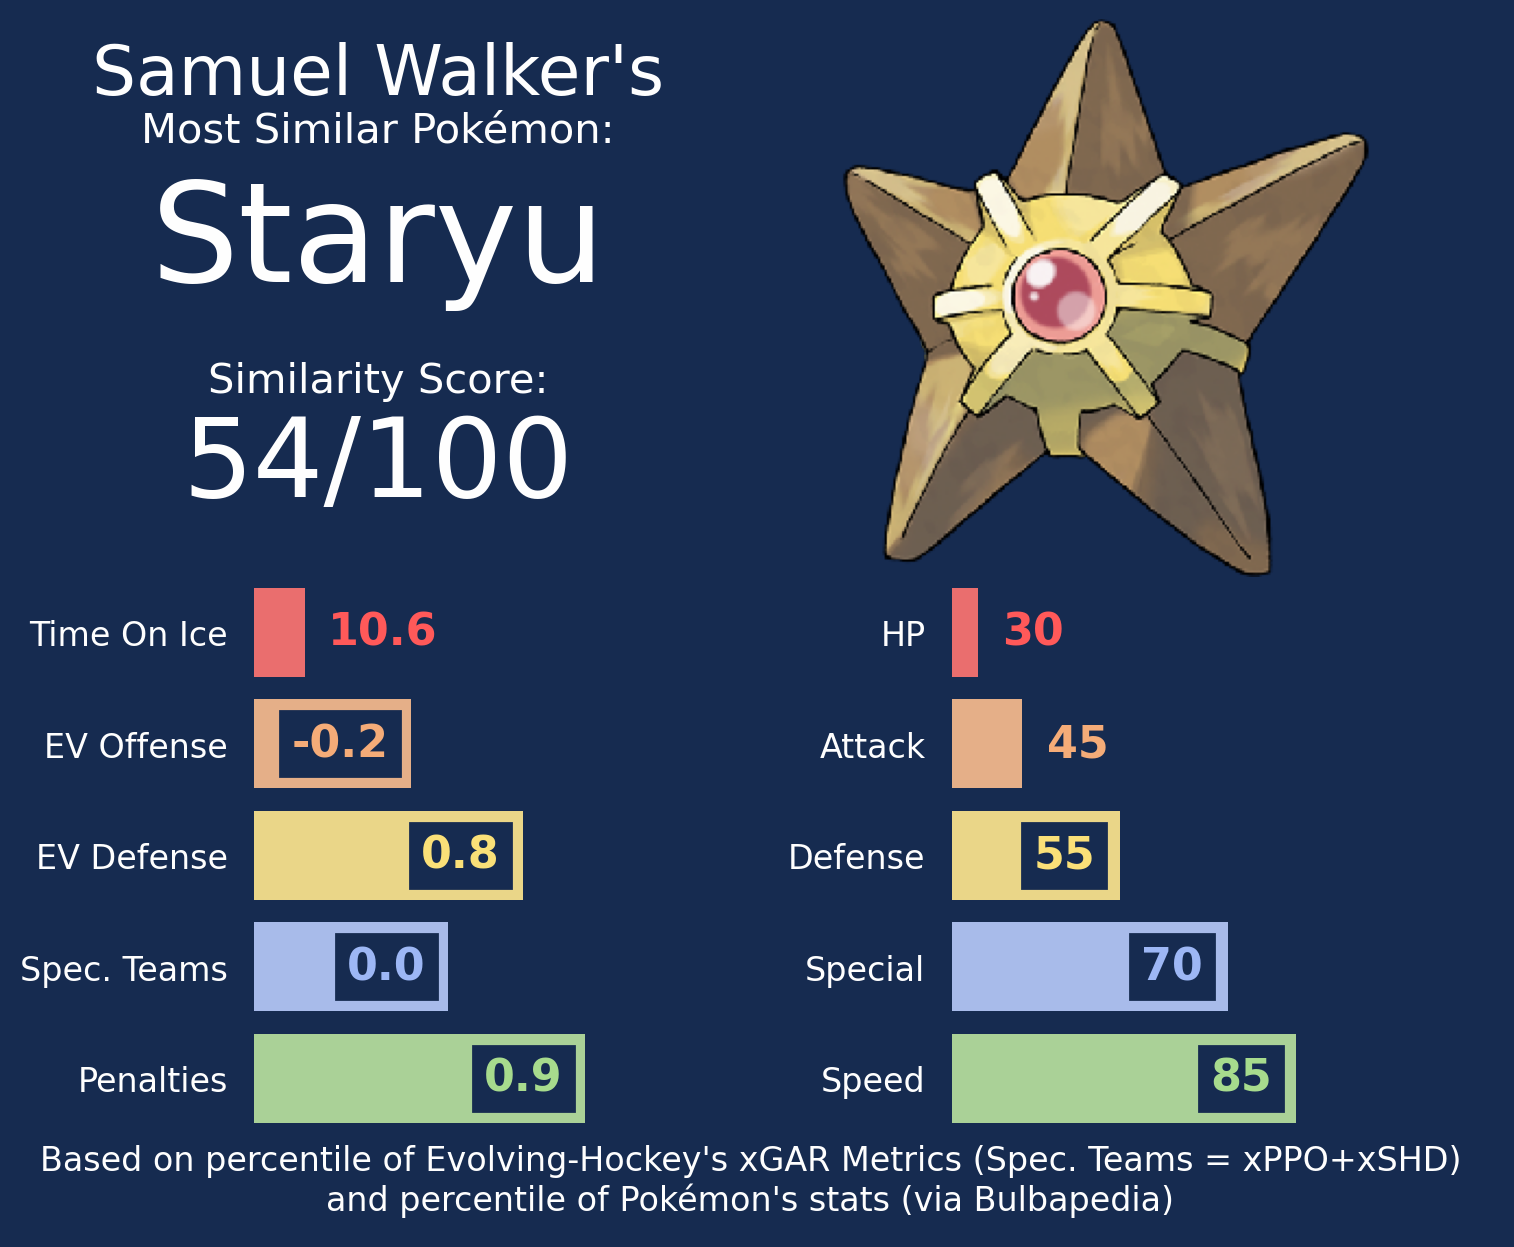 Samuel Walker's
Most Similar Pokémon:
Staryu
Similarity Score:
54/100
Time On Ice 10.6
EV Offense -0.2
EV Defense 0.8
Spec. Teams 0.0
Penalties 0.9
HP 30
Attack 45
Defense 55
Special 70
Speed 85
Based on percentile of Evolving-Hockey's xGAR Metrics (Spec. Teams = xPPO+xSHD)
and percentile of Pokémon's stats (via Bulbapedia)